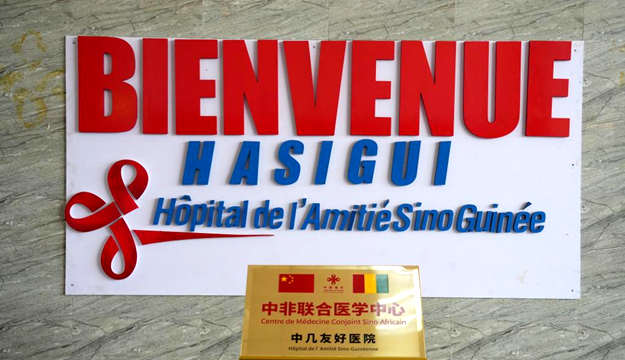 BIENVENUE
HASIGUI
Hôpital de l'Amitié Sino Guinée
中非联合医学中心
Centre de Médecine Conjoint Sino-Africain
中几友好医院
Hôpital de l' Amitié Sino-Guinéenne